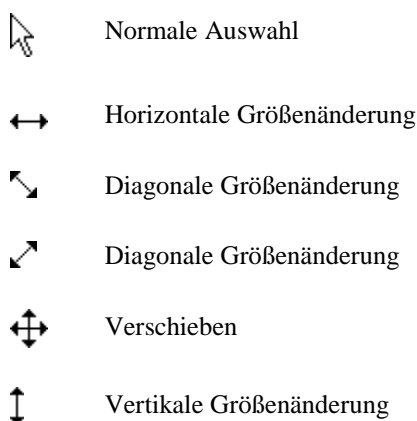 Normale Auswahl
Horizontale Größenänderung
Diagonale Größenänderung
Diagonale Größenänderung
Verschieben
Vertikale Größenänderung